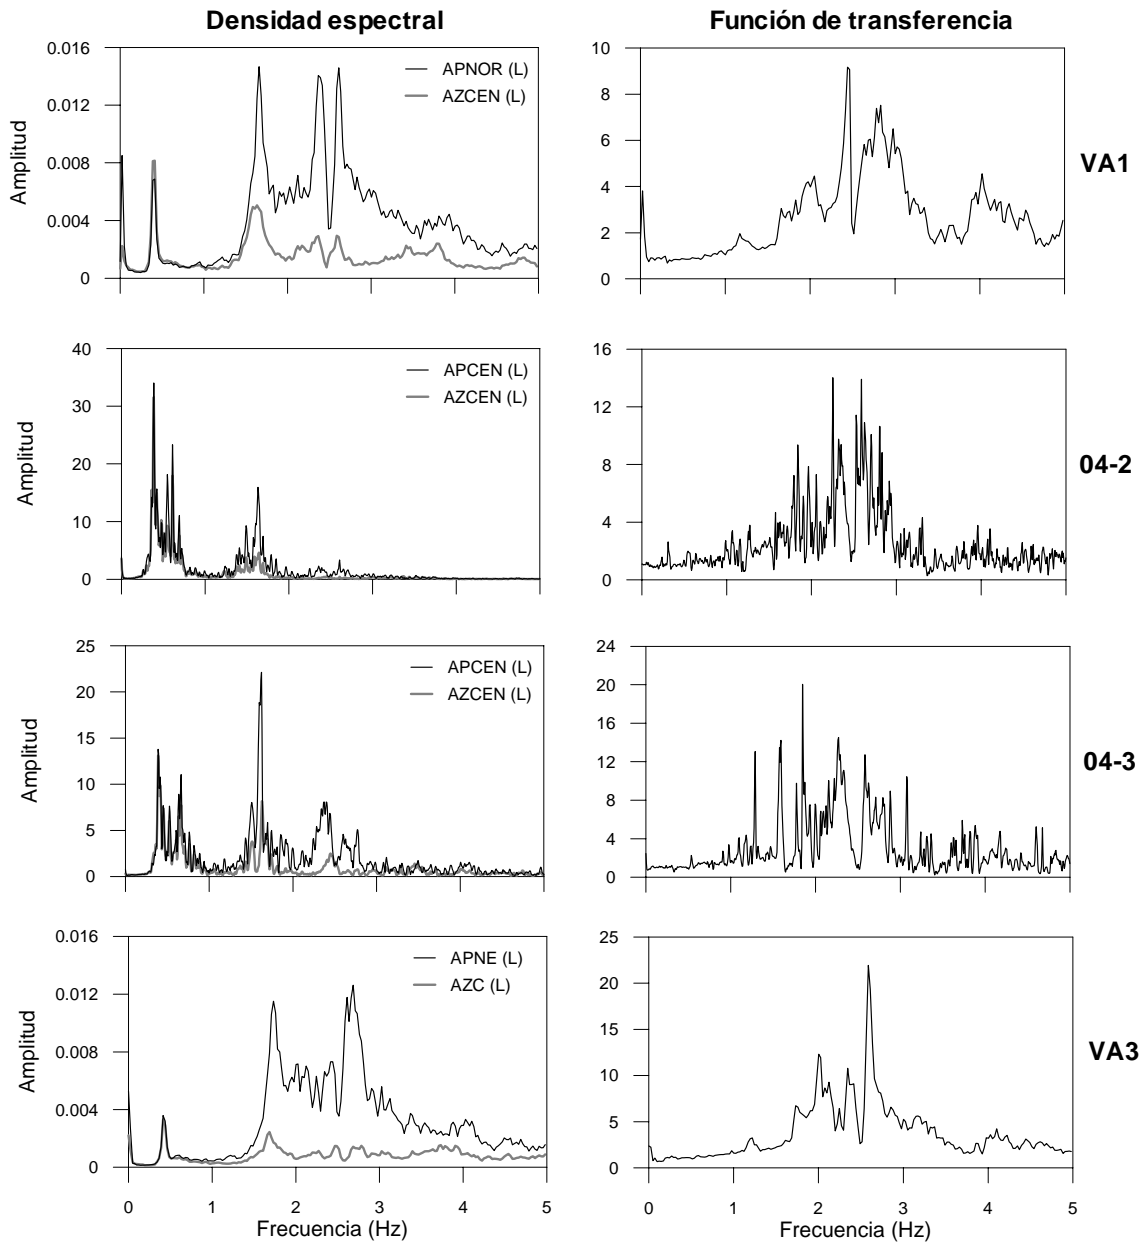 Densidad espectral
Función de transferencia
0.016
0.012
0.008
0.004
0
Amplitud
APNOR (L)
AZCEN (L)
10
8
6
4
2
0
VA1
40
30
20
10
0
Amplitud
APCEN (L)
AZCEN (L)
16
12
8
4
0
04-2
25
20
15
10
5
0
Amplitud
APCEN (L)
AZCEN (L)
24
20
16
12
8
4
0
04-3
0.016
0.012
0.008
0.004
0
Amplitud
APNE (L)
AZC (L)
0 1 2 3 4 5
Frecuencia (Hz)
25
20
15
10
5
0
0 1 2 3 4 5
Frecuencia (Hz)
VA3